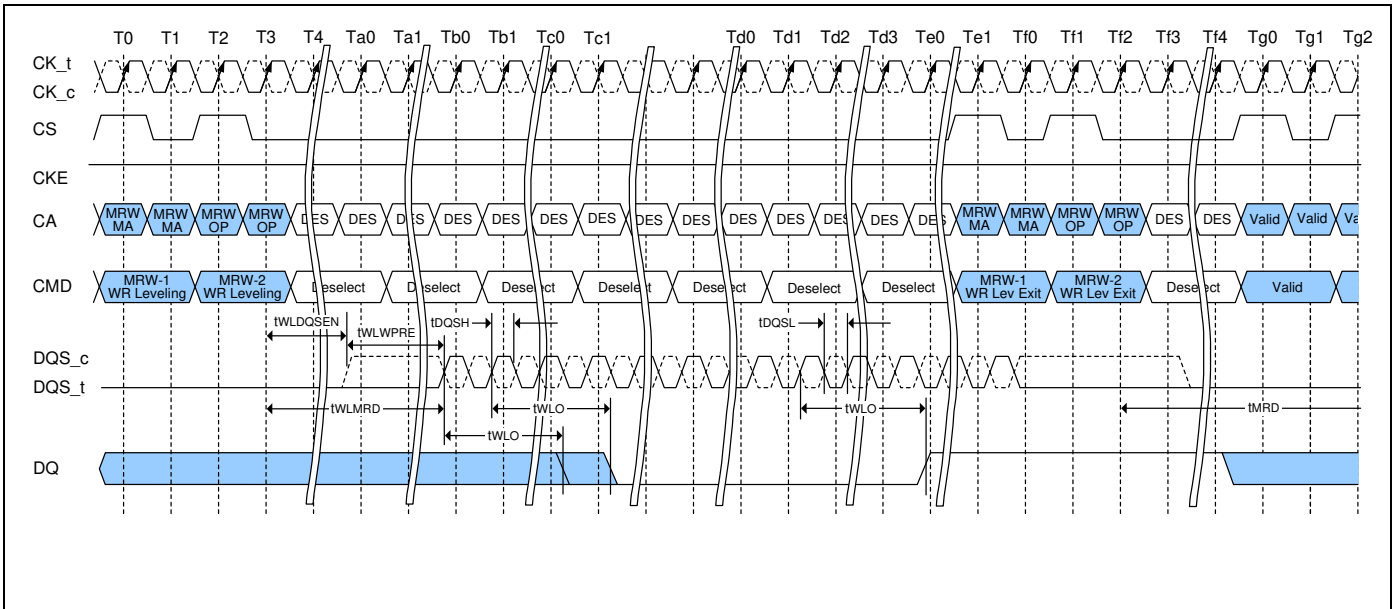 T0 T1 T2 T3 T4 Ta0 Ta1 Tb0 Tb1 Tc0 Tc1 Td0 Td1 Td2 Td3 Te0 Te1 Tf0 Tf1 Tf2 Tf3 Tf4 Tg0 Tg1 Tg2
CK_t
CK_c
CS
CKE
CA
MRW MRW MRW MRW DES DES DES DES DES DES DES DES DES DES DES DES DES DES MRW MRW MRW MRW DES DES Valid Valid Va
MA MA OP OP MA MA OP OP
CMD
MRW-1 MRW-2 Deselect Deselect Deselect Deselect Deselect Deselect Deselect MRW-1 MRW-2 Deselect Valid
WR Leveling WR Leveling WR Lev Exit WR Lev Exit
tWLDQSEN tWLWPRE tDQSH tDQSL
DQS_c
DQS_t
tWLMRD tWLO tWLO tMRD
tWLO
DQ